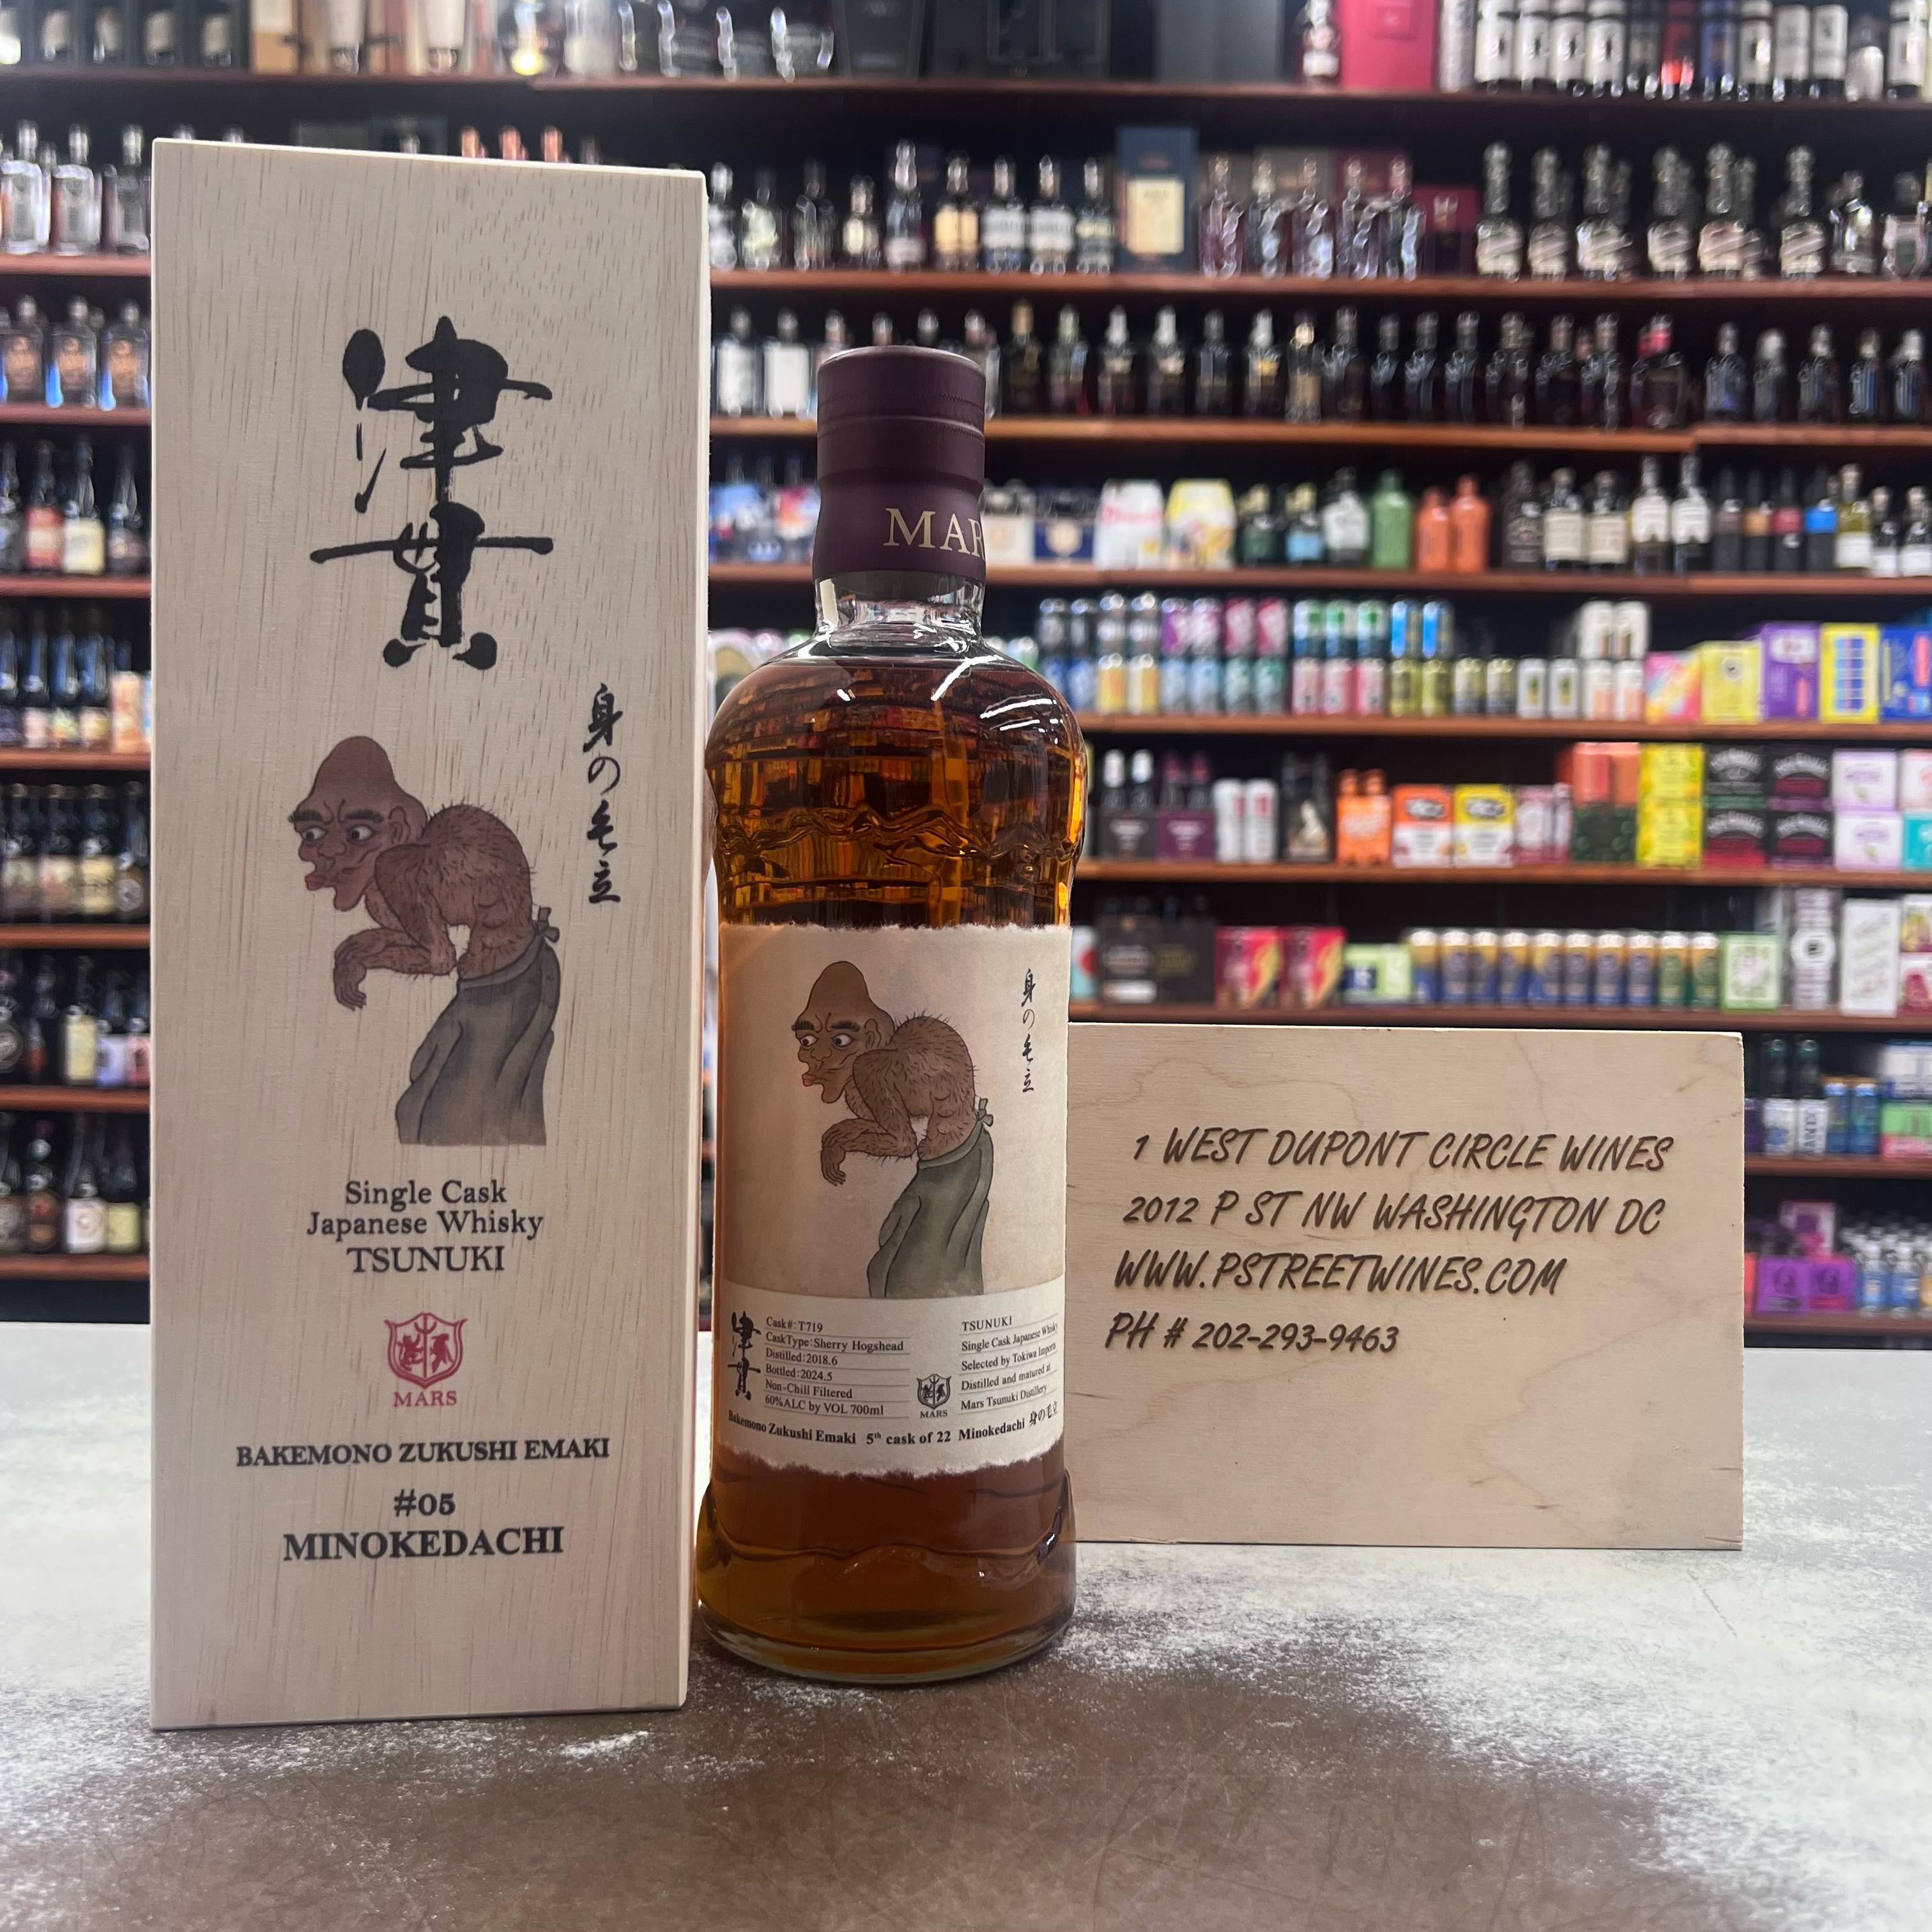 津貫
身の毛立
Single Cask
Japanese Whisky
TSUNUKI
MARS
BAKEMONO ZUKUSHI EMAKI
#05
MINOKEDACHI
MAR
身の毛立
津貫
Cask#:T719
CaskType:Sherry Hogshead
Distilled:2018.6
Bottled:2024.5
Non-Chill Filtered
60%ALC by VOL 700ml
MARS
TSUNUKI
Single Cask Japanese Whisky
Selected by Tokiwa Imports
Distilled and matured at
Mars Tsunuki Distillery
Bakemono Zukushi Emaki 5th cask of 22 Minokedachi 身の毛立
1 WEST DUPONT CIRCLE WINES
2012 P ST NW WASHINGTON DC
WWW.PSTREETWINES.COM
PH # 202-293-9463